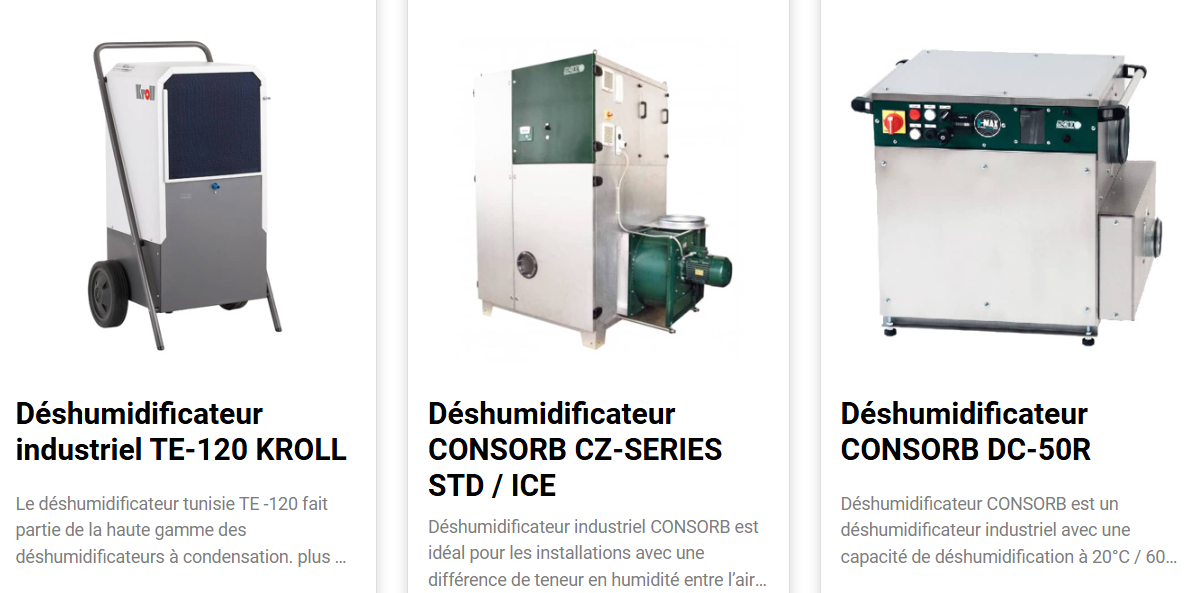 Kroll
DST
MAX
DST
Déshumidificateur
industriel TE-120 KROLL
Le déshumidificateur tunisie TE -120 fait
partie de la haute gamme des
déshumidificateurs à condensation. plus ...
Déshumidificateur
CONSORB CZ-SERIES
STD / ICE
Déshumidificateur industriel CONSORB est
idéal pour les installations avec une
différence de teneur en humidité entre l’air...
Déshumidificateur
CONSORB DC-50R
Déshumidificateur CONSORB est un
déshumidificateur industriel avec une
capacité de déshumidification à 20°C / 60...